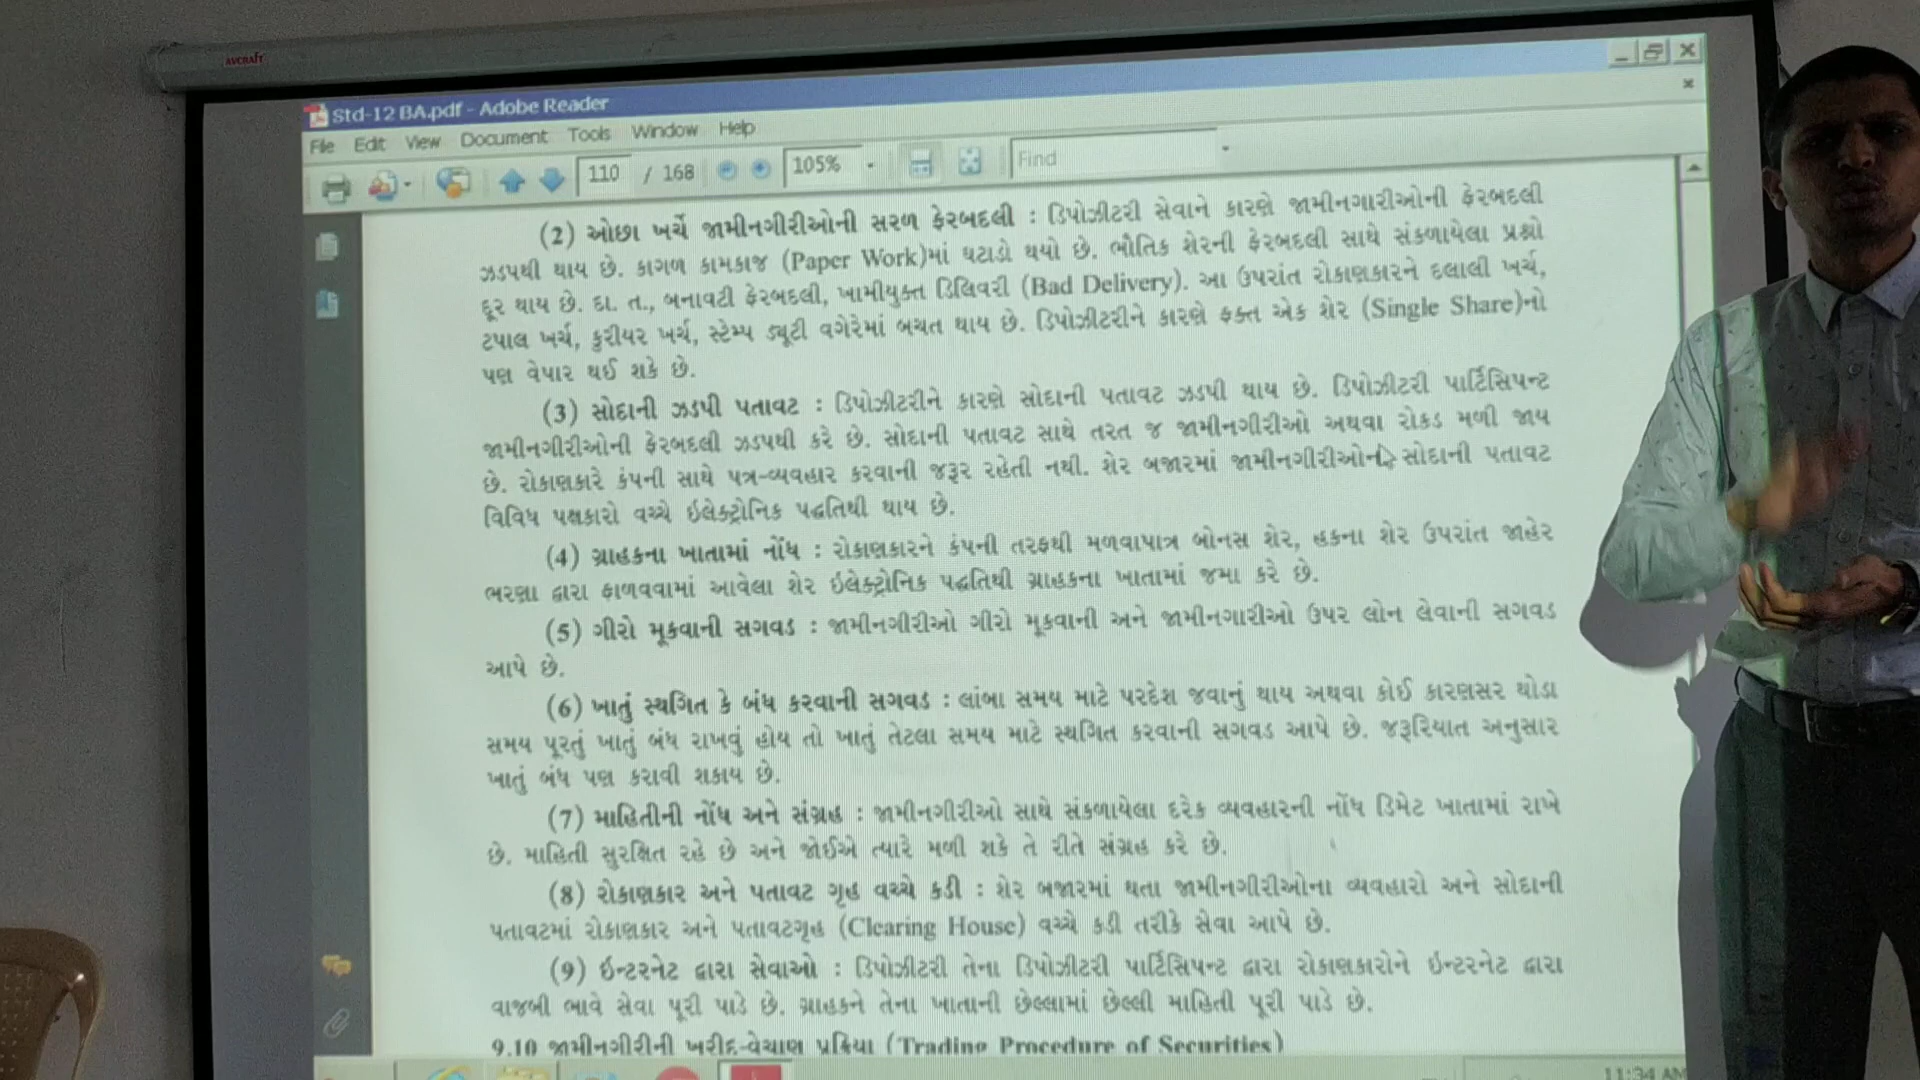 AVCRAFT
Std-12 BA.pdf - Adobe Reader
File Edit View Document Tools Window Help
110 / 168 105% Find
(2) ઓછા ખર્ચે જામીનગીરીઓની સરળ ફેરબદલી : ડિપોઝીટરી સેવાને કારણે જામીનગારીઓની ફેરબદલી
ઝડપથી થાય છે. કાગળ કામકાજ (Paper Work)માં ઘટાડો થયો છે. ભૌતિક શેરની ફેરબદલી સાથે સંકળાયેલા પ્રશ્નો
દૂર થાય છે. દા. ત., બનાવટી ફેરબદલી, ખામીયુક્ત ડિલિવરી (Bad Delivery). આ ઉપરાંત રોકાણકારને દલાલી ખર્ચ,
ટપાલ ખર્ચ, કુરીયર ખર્ચ, સ્ટેમ્પ ડ્યૂટી વગેરેમાં બચત થાય છે. ડિપોઝીટરીને કારણે ફક્ત એક શેર (Single Share)નો
પણ વેપાર થઈ શકે છે.
(3) સોદાની ઝડપી પતાવટ : ડિપોઝીટરીને કારણે સોદાની પતાવટ ઝડપી થાય છે. ડિપોઝીટરી પાર્ટિસિપન્ટ
જામીનગીરીઓની ફેરબદલી ઝડપથી કરે છે. સોદાની પતાવટ સાથે તરત જ જામીનગીરીઓ અથવા રોકડ મળી જાય
છે. રોકાણકારે કંપની સાથે પત્ર-વ્યવહાર કરવાની જરૂર રહેતી નથી. શેર બજારમાં જામીનગીરીઓની સોદાની પતાવટ
વિવિધ પક્ષકારો વચ્ચે ઇલેક્ટ્રોનિક પદ્ધતિથી થાય છે.
(4) ગ્રાહકના ખાતામાં નોંધ : રોકાણકારને કંપની તરફથી મળવાપાત્ર બોનસ શેર, હકના શેર ઉપરાંત જાહેર
ભરણા દ્વારા ફાળવવામાં આવેલા શેર ઇલેક્ટ્રોનિક પદ્ધતિથી ગ્રાહકના ખાતામાં જમા કરે છે.
(5) ગીરો મૂકવાની સગવડ : જામીનગીરીઓ ગીરો મૂકવાની અને જામીનગારીઓ ઉપર લોન લેવાની સગવડ
આપે છે.
(6) ખાતું સ્થગિત કે બંધ કરવાની સગવડ : લાંબા સમય માટે પરદેશ જવાનું થાય અથવા કોઈ કારણસર થોડા
સમય પૂરતું ખાતું બંધ રાખવું હોય તો ખાતું તેટલા સમય માટે સ્થગિત કરવાની સગવડ આપે છે. જરૂરિયાત અનુસાર
ખાતું બંધ પણ કરાવી શકાય છે.
(7) માહિતીની નોંધ અને સંગ્રહ : જામીનગીરીઓ સાથે સંકળાયેલા દરેક વ્યવહારની નોંધ ડિમેટ ખાતામાં રાખે
છે. માહિતી સુરક્ષિત રહે છે અને જોઈએ ત્યારે મળી શકે તે રીતે સંગ્રહ કરે છે.
(8) રોકાણકાર અને પતાવટ ગૃહ વચ્ચે કડી : શેર બજારમાં થતા જામીનગીરીઓના વ્યવહારો અને સોદાની
પતાવટમાં રોકાણકાર અને પતાવટગૃહ (Clearing House) વચ્ચે કડી તરીકે સેવા આપે છે.
(9) ઇન્ટરનેટ દ્વારા સેવાઓ : ડિપોઝીટરી તેના ડિપોઝીટરી પાર્ટિસિપન્ટ દ્વારા રોકાણકારોને ઇન્ટરનેટ દ્વારા
વાજબી ભાવે સેવા પૂરી પાડે છે. ગ્રાહકને તેના ખાતાની છેલ્લામાં છેલ્લી માહિતી પૂરી પાડે છે.
9.10 જામીનગીરીની ખરીદ-વેચાણ પ્રક્રિયા (Trading Procedure of Securities)
11:34 AM